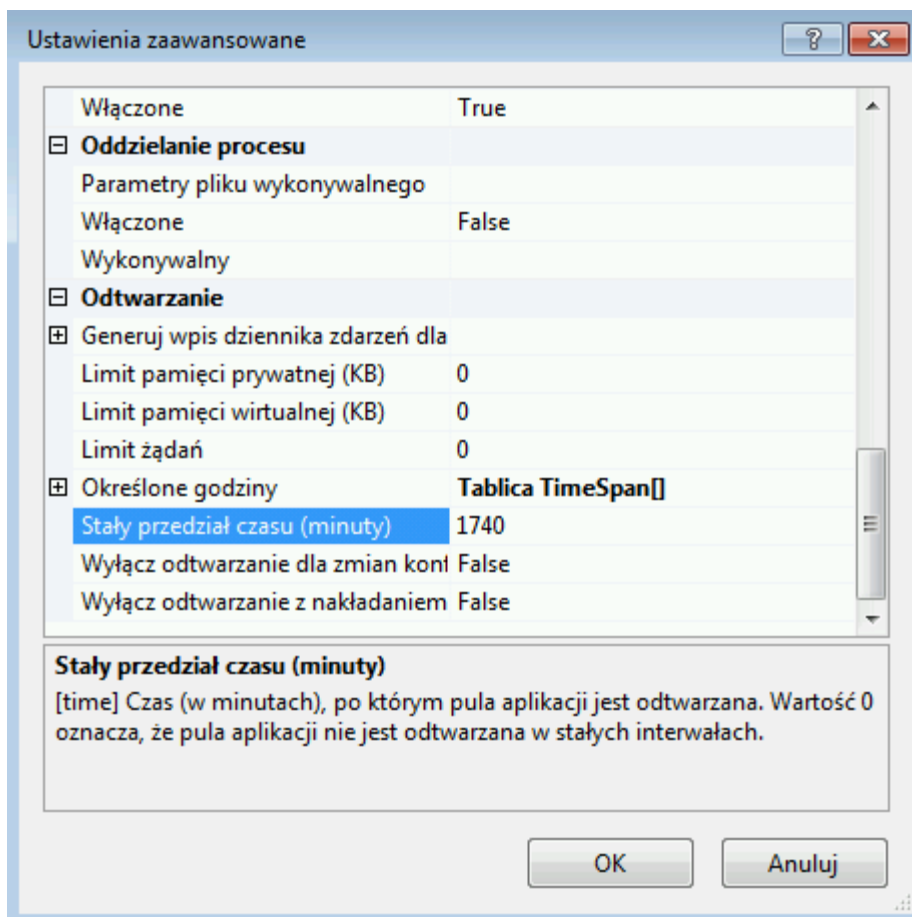 Ustawienia zaawansowane
Włączone True
Oddzielanie procesu
Parametry pliku wykonywalnego
Włączone False
Wykonywalny
Odtwarzanie
Generuj wpis dziennika zdarzeń dla
Limit pamięci prywatnej (KB) 0
Limit pamięci wirtualnej (KB) 0
Limit żądań 0
Określone godziny Tablica TimeSpan[]
Stały przedział czasu (minuty) 1740
Wyłącz odtwarzanie dla zmian konf False
Wyłącz odtwarzanie z nakładaniem False
Stały przedział czasu (minuty)
[time] Czas (w minutach), po którym pula aplikacji jest odtwarzana. Wartość 0
oznacza, że pula aplikacji nie jest odtwarzana w stałych interwałach.
OK Anuluj